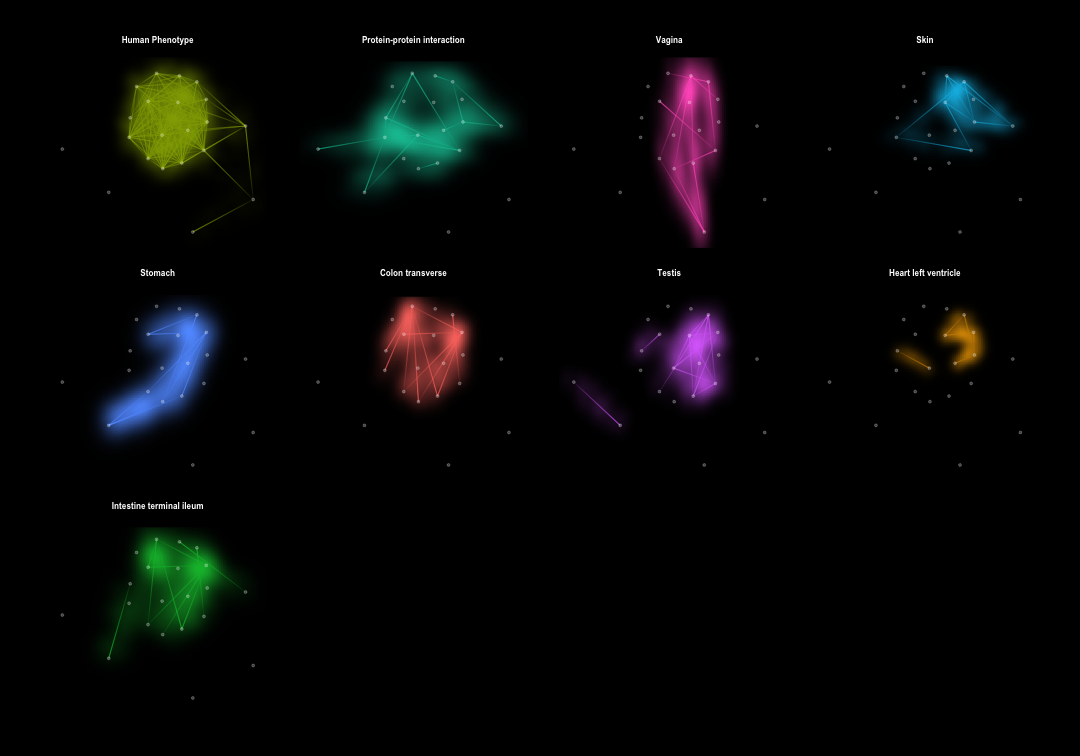 Human Phenotype
Protein-protein interaction
Vagina
Skin
Stomach
Colon transverse
Testis
Heart left ventricle
Intestine terminal ileum